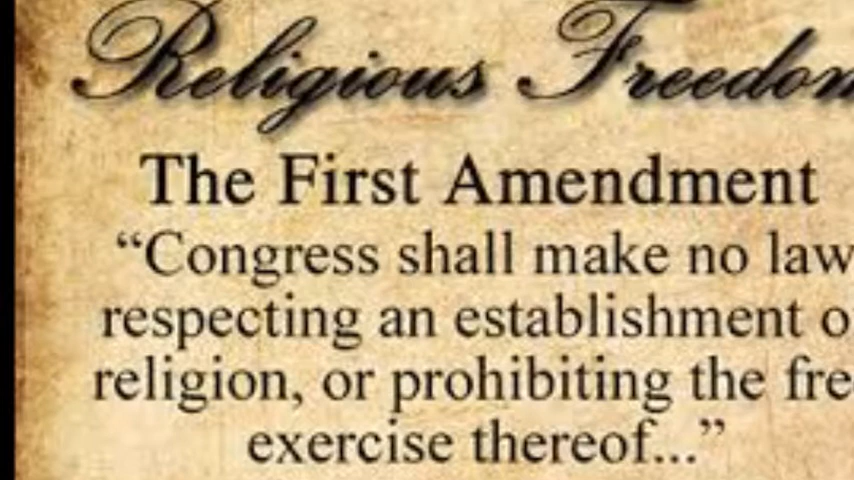 Religious Freedom
The First Amendment
“Congress shall make no law
respecting an establishment o
religion, or prohibiting the fre
exercise thereof...”